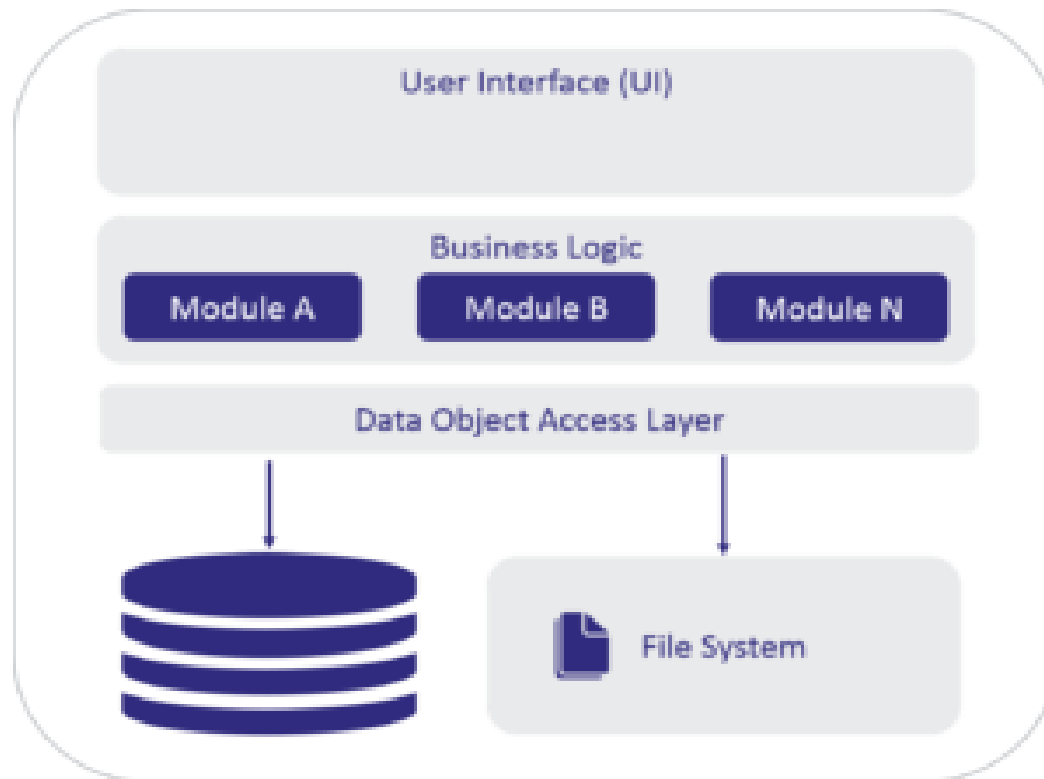 User Interface (UI)
Business Logic
Module A
Module B
Module N
Data Object Access Layer
File System